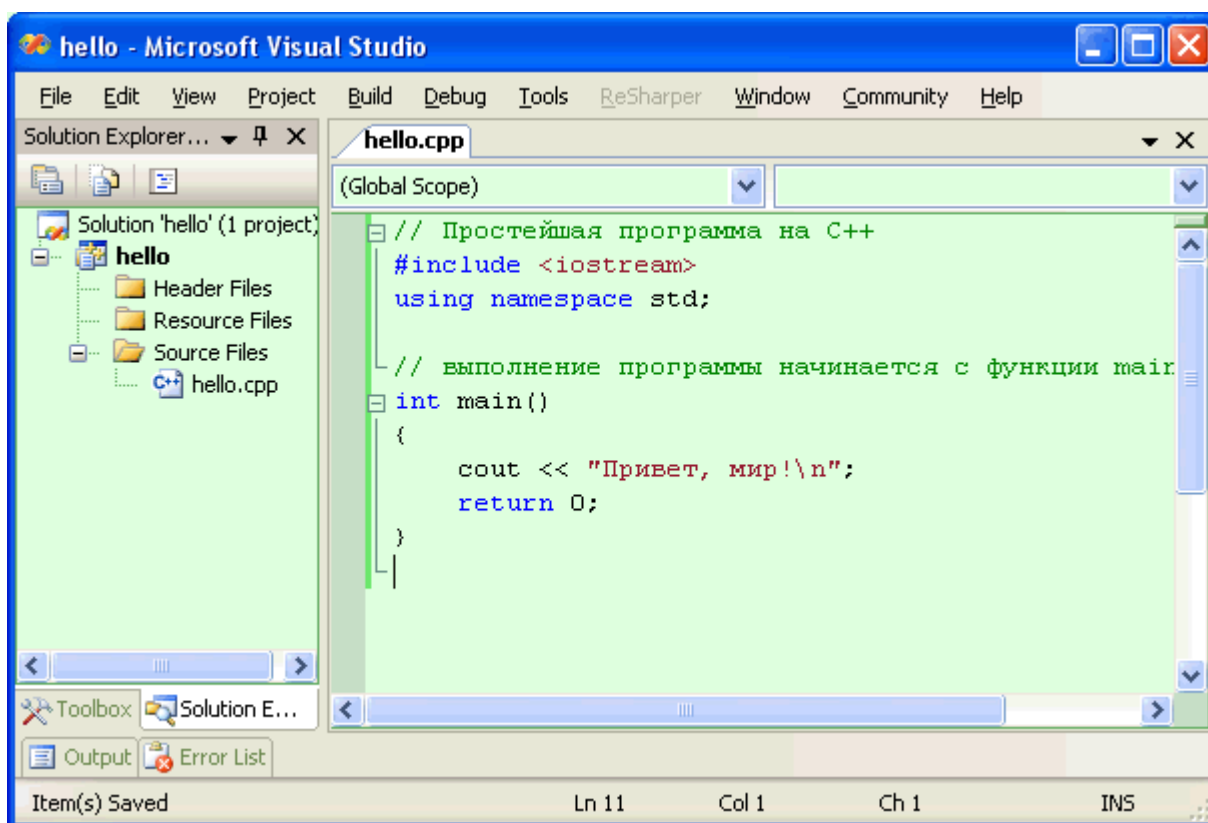 hello - Microsoft Visual Studio
File Edit View Project Build Debug Tools ReSharper Window Community Help
Solution Explorer...
hello.cpp
(Global Scope)
Solution 'hello' (1 project)
hello
Header Files
Resource Files
Source Files
hello.cpp
// Простейшая программа на C++
#include <iostream>
using namespace std;
// выполнение программы начинается с функции main
int main()
{
cout << "Привет, мир!\n";
return 0;
}
Toolbox Solution E...
Output Error List
Item(s) Saved Ln 11 Col 1 Ch 1 INS